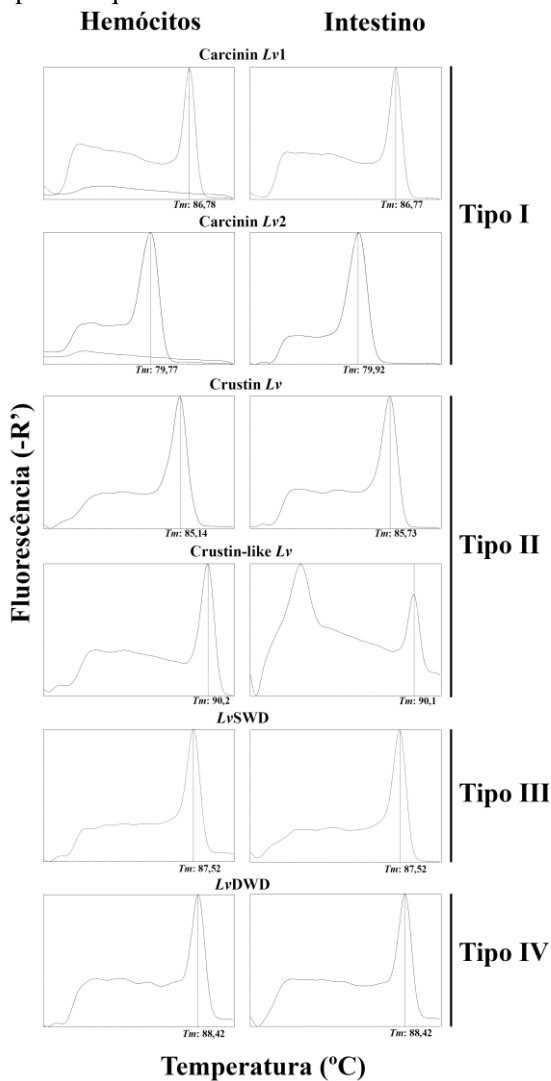 Hemócitos Intestino
Carcinin Lv1
Tm: 86,78 Tm: 86,77
Tipo I
Carcinin Lv2
Tm: 79,77 Tm: 79,92
Crustin Lv
Tm: 85,14 Tm: 85,73
Tipo II
Crustin-like Lv
Tm: 90,2 Tm: 90,1
LvSWD
Tipo III
Tm: 87,52 Tm: 87,52
LvDWD
Tipo IV
Tm: 88,42 Tm: 88,42
Fluorescência (-R’)
Temperatura (ºC)